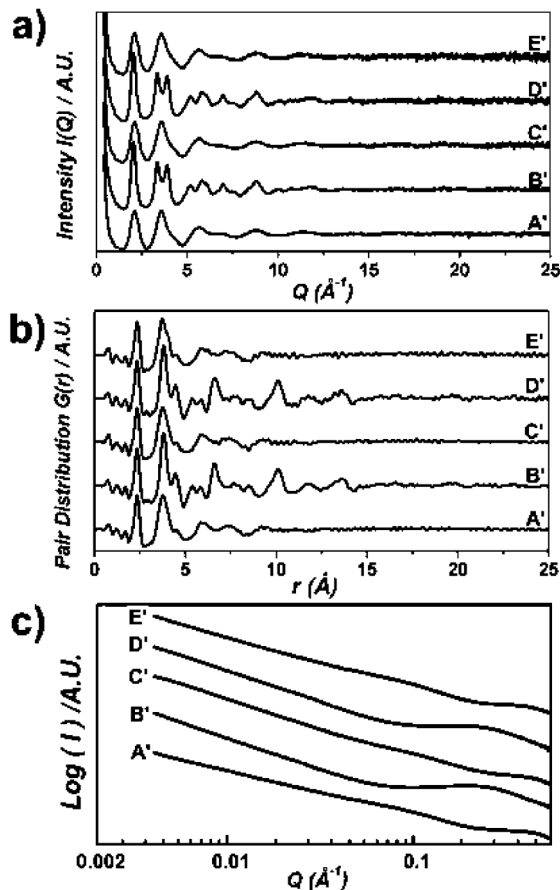 a)
Intensity I(Q) / A.U.
E'
D'
C'
B'
A'
0 5 10 15 20 25
Q (Å⁻¹)
b)
Pair Distribution G(r) / A.U.
E'
D'
C'
B'
A'
0 5 10 15 20 25
r (Å)
c)
Log ( I ) /A.U.
E'
D'
C'
B'
A'
0.002 0.01 0.1
Q (Å⁻¹)